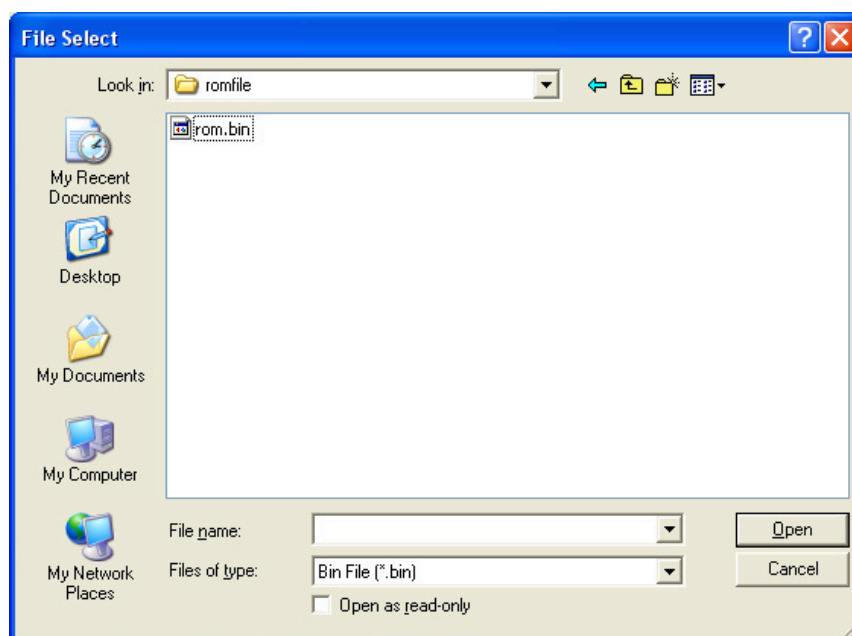 File Select
Look in: romfile
rom.bin
My Recent
Documents
Desktop
My Documents
My Computer
My Network
Places
File name:
Open
Files of type: Bin File (*.bin)
Cancel
Open as read-only